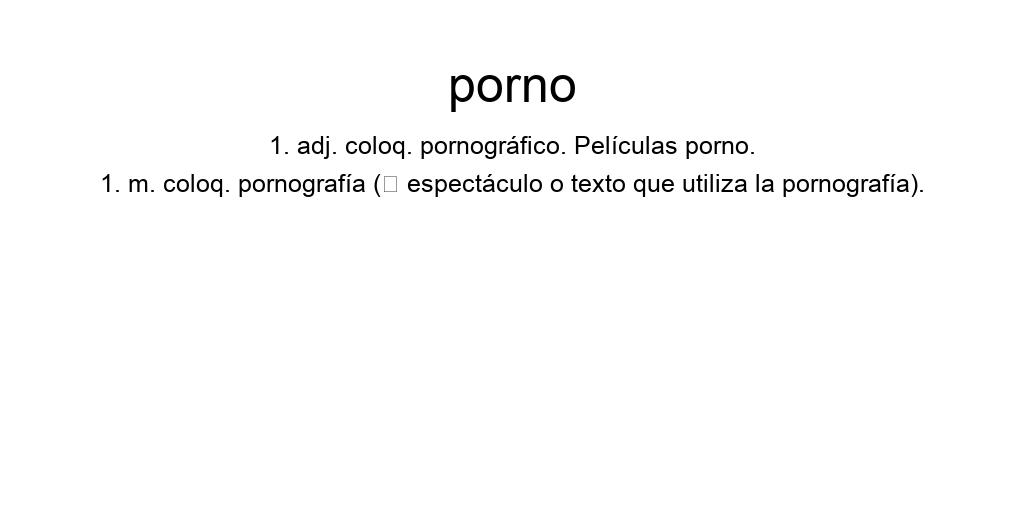 porno
1. adj. coloq. pornográfico. Películas porno.
1. m. coloq. pornografía (▯ espectáculo o texto que utiliza la pornografía).